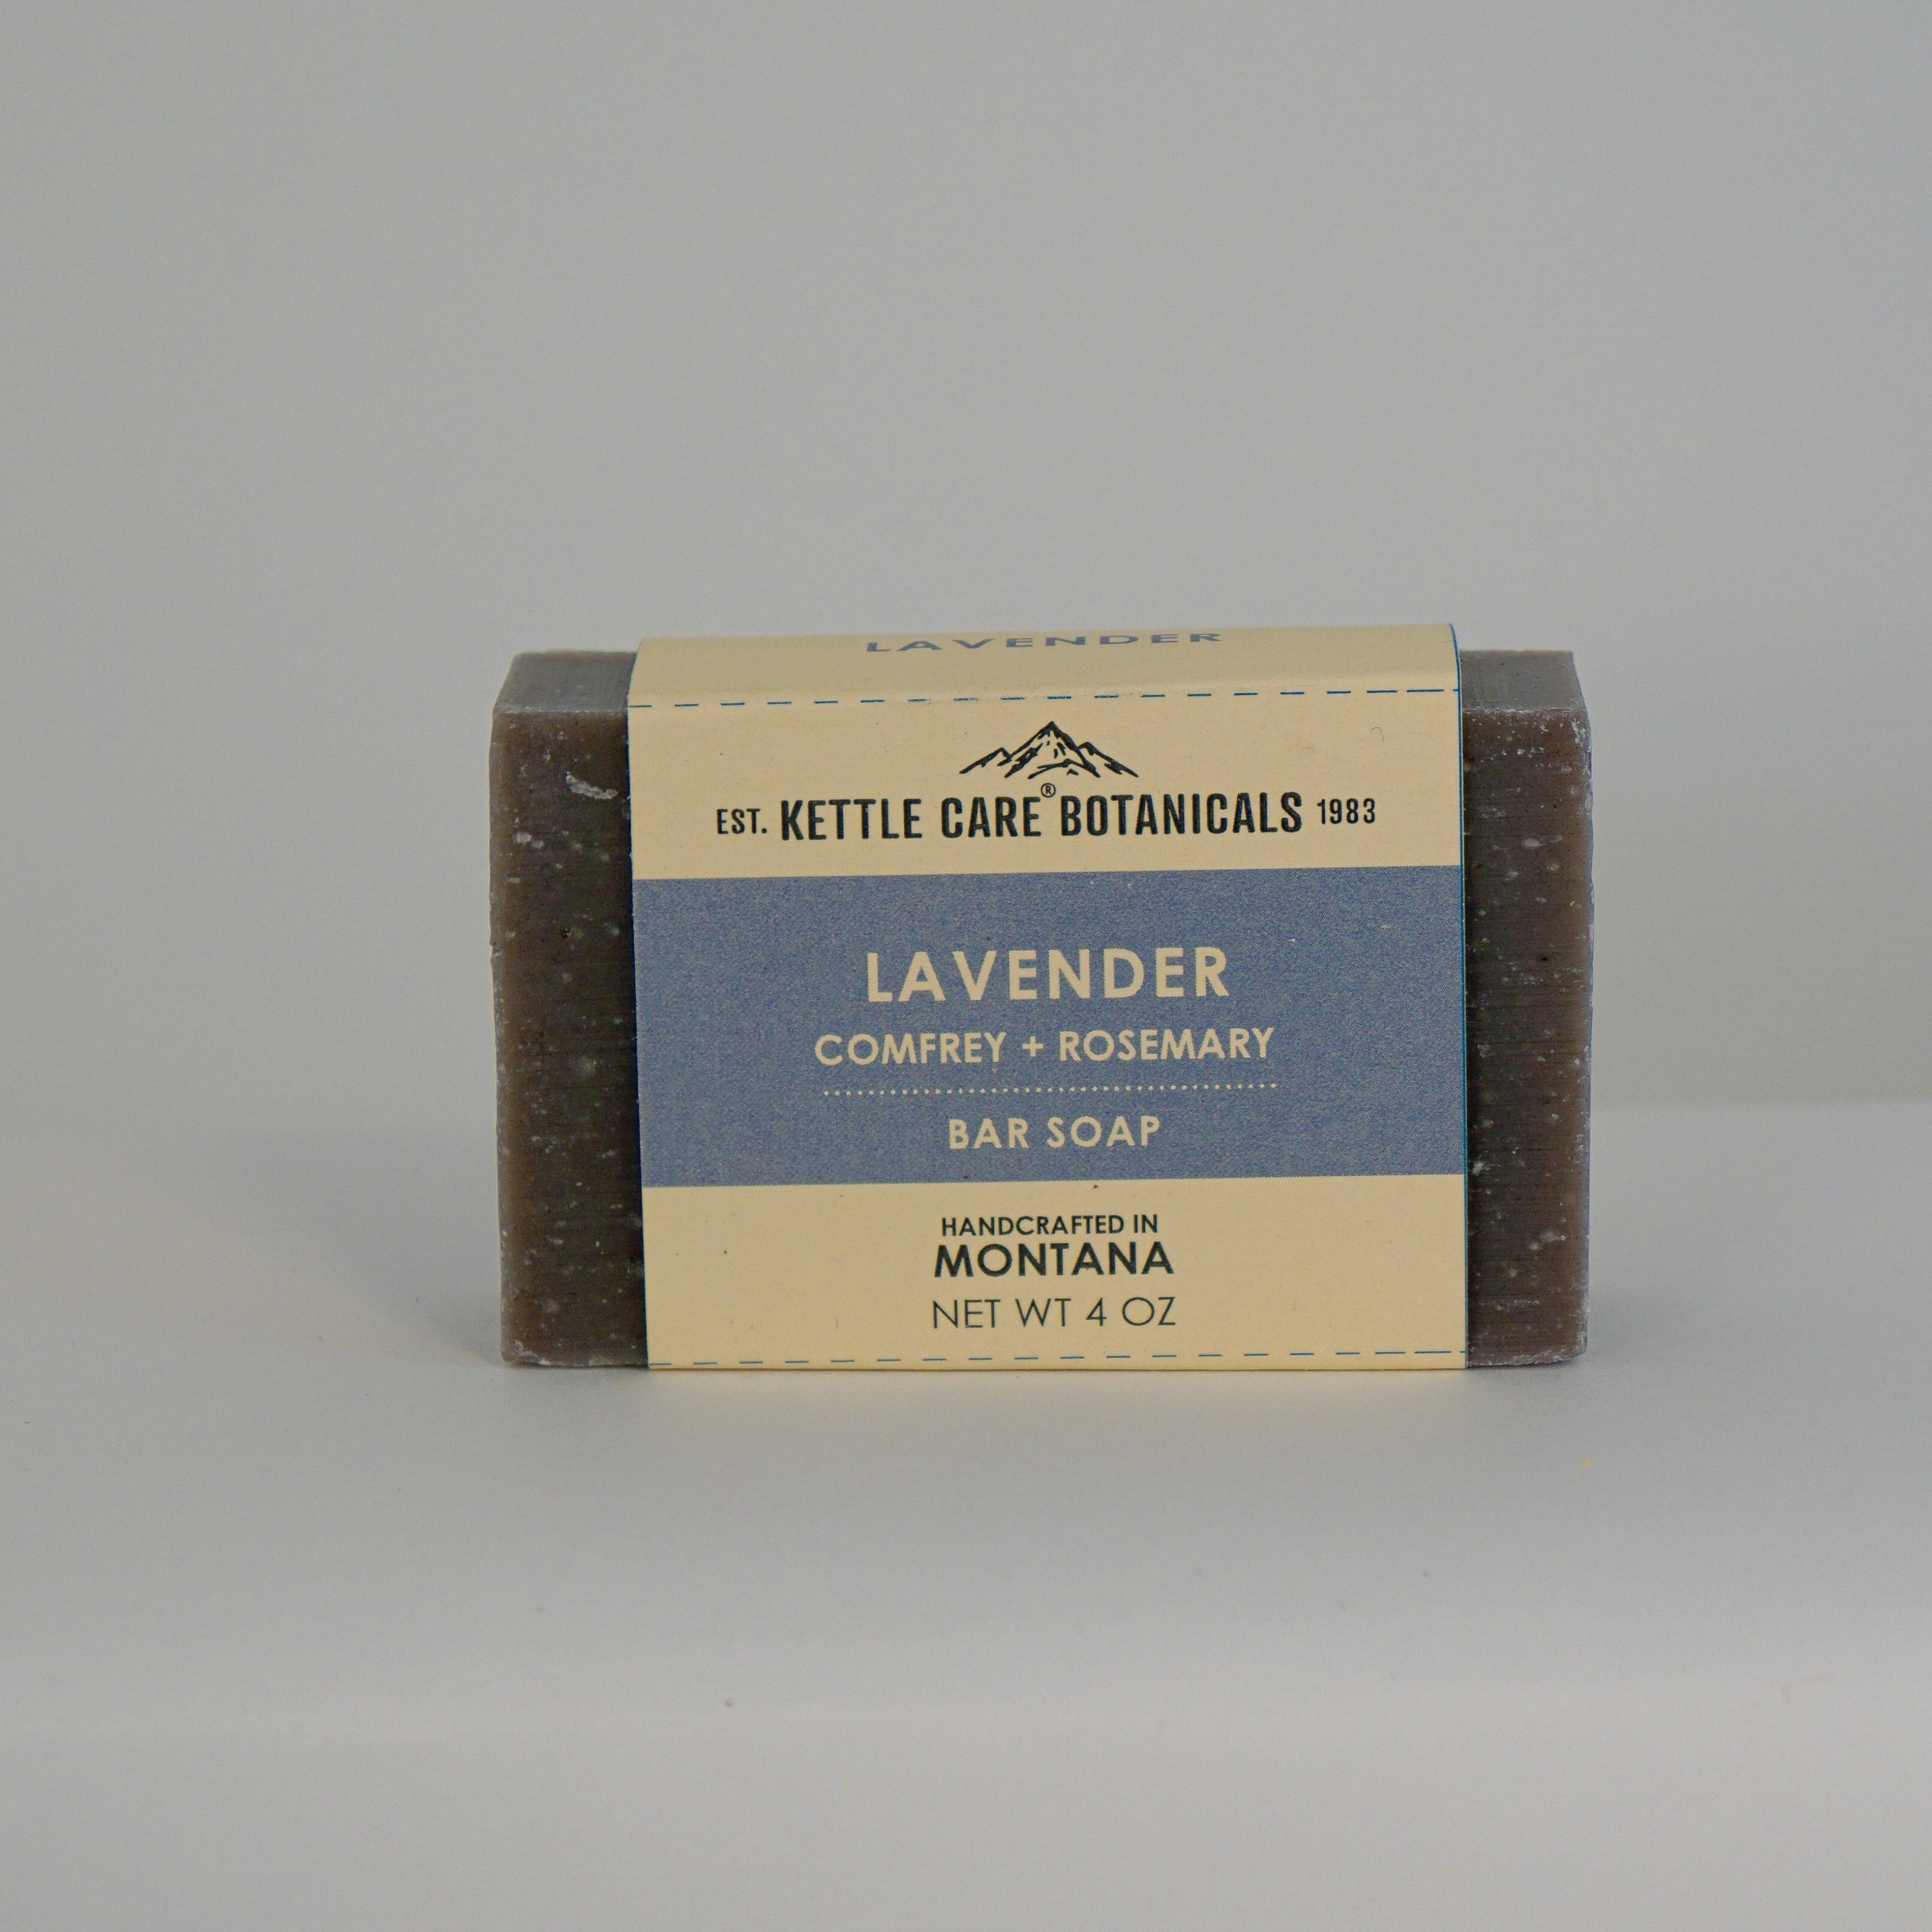 LAVENDER
EST. KETTLE CARE® BOTANICALS 1983
LAVENDER
COMFREY + ROSEMARY
BAR SOAP
HANDCRAFTED IN
MONTANA
NET WT 4 OZ